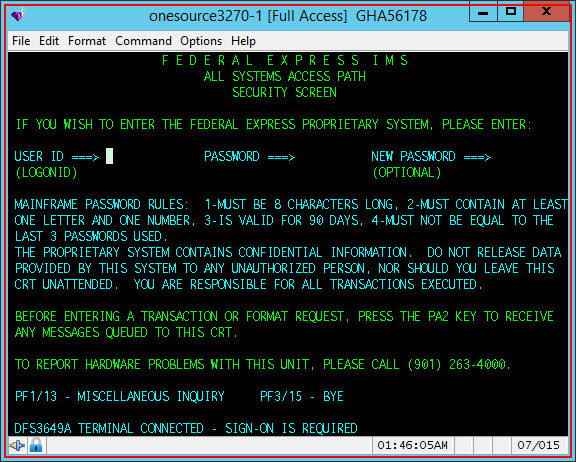 onesource3270-1 [Full Access] GHA56178
File Edit Format Command Options Help
F E D E R A L  E X P R E S S  I M S
ALL SYSTEMS ACCESS PATH
SECURITY SCREEN
IF YOU WISH TO ENTER THE FEDERAL EXPRESS PROPRIETARY SYSTEM, PLEASE ENTER:
USER ID ===> PASSWORD ===> NEW PASSWORD ===>
(LOGONID) (OPTIONAL)
MAINFRAME PASSWORD RULES: 1-MUST BE 8 CHARACTERS LONG, 2-MUST CONTAIN AT LEAST
ONE LETTER AND ONE NUMBER, 3-IS VALID FOR 90 DAYS, 4-MUST NOT BE EQUAL TO THE
LAST 3 PASSWORDS USED.
THE PROPRIETARY SYSTEM CONTAINS CONFIDENTIAL INFORMATION. DO NOT RELEASE DATA
PROVIDED BY THIS SYSTEM TO ANY UNAUTHORIZED PERSON, NOR SHOULD YOU LEAVE THIS
CRT UNATTENDED. YOU ARE RESPONSIBLE FOR ALL TRANSACTIONS EXECUTED.
BEFORE ENTERING A TRANSACTION OR FORMAT REQUEST, PRESS THE PA2 KEY TO RECEIVE
ANY MESSAGES QUEUED TO THIS CRT.
TO REPORT HARDWARE PROBLEMS WITH THIS UNIT, PLEASE CALL (901) 263-4000.
PF1/13 - MISCELLANEOUS INQUIRY PF3/15 - BYE
DFS3649A TERMINAL CONNECTED - SIGN-ON IS REQUIRED
01:46:05AM 07/015